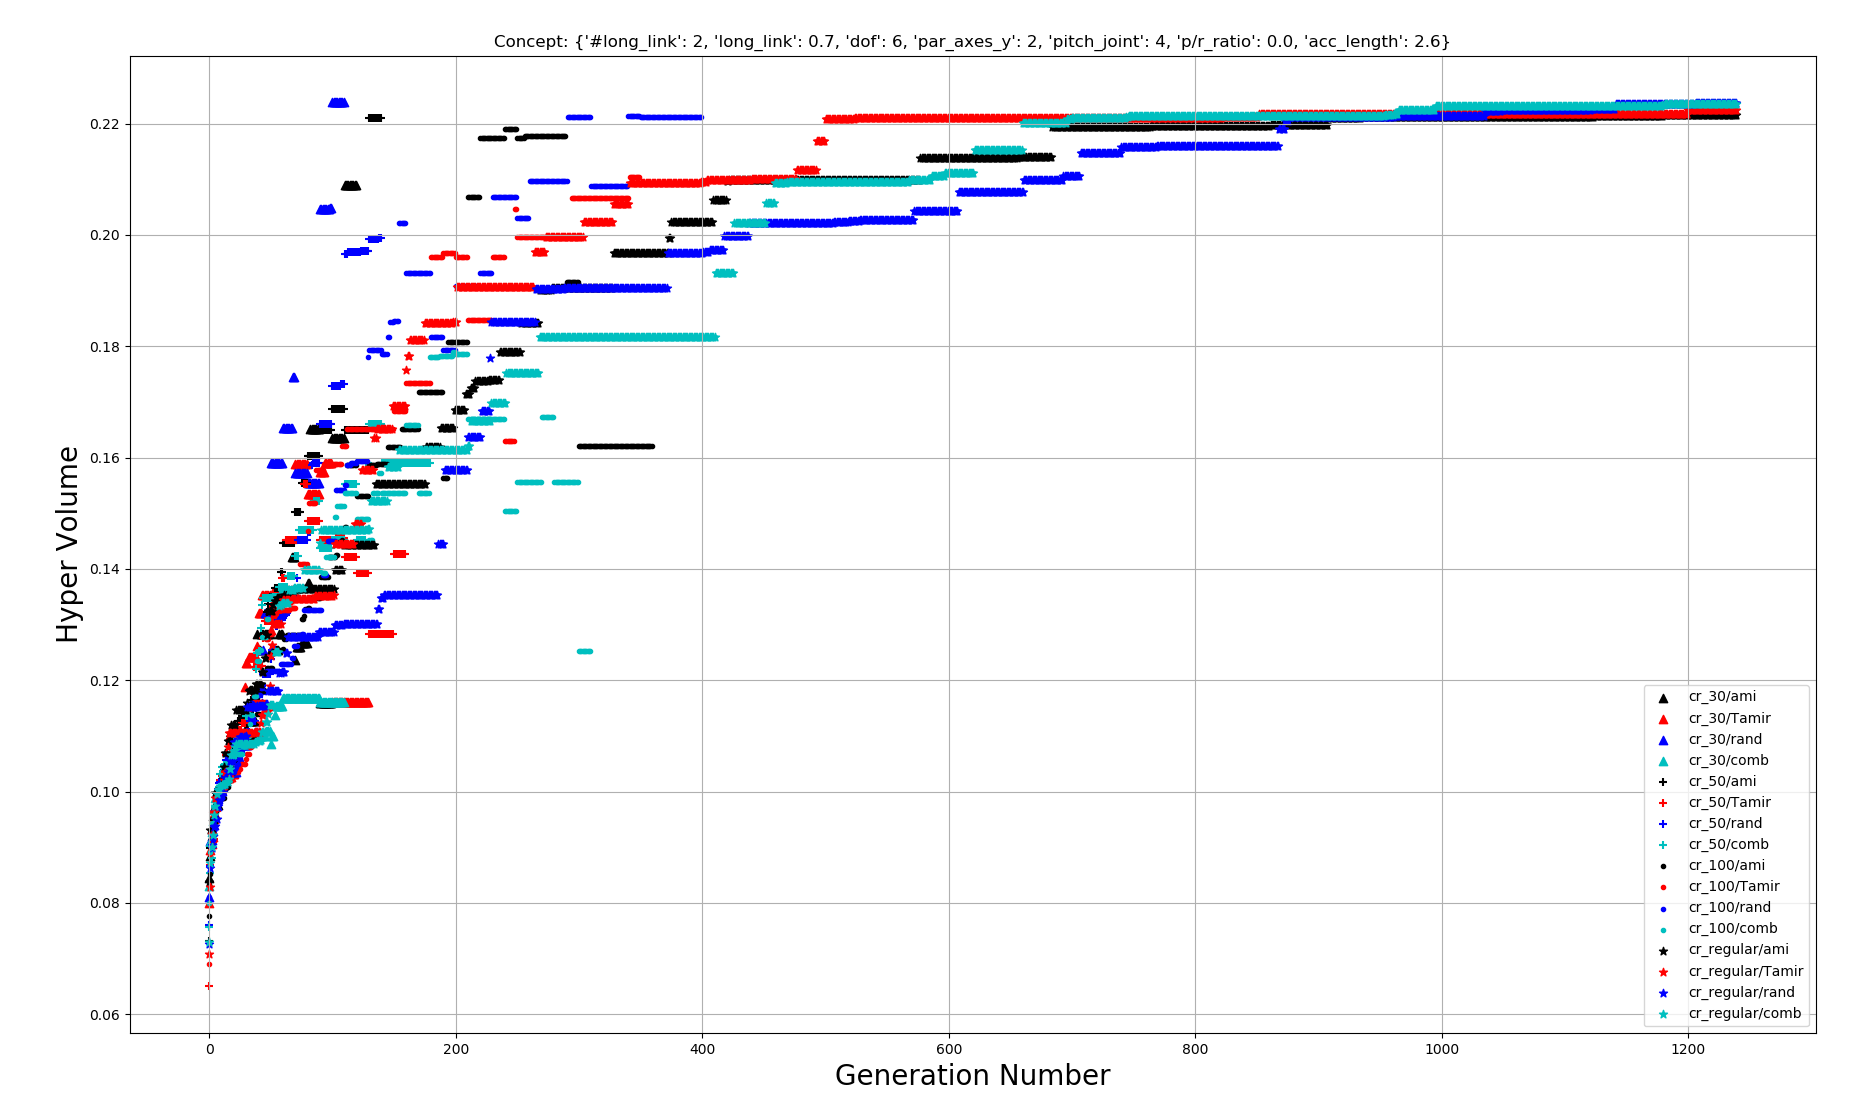 Concept: {'#long_link': 2, 'long_link': 0.7, 'dof': 6, 'par_axes_y': 2, 'pitch_joint': 4, 'p/r_ratio': 0.0, 'acc_length': 2.6}
Hyper Volume
0.22
0.20
0.18
0.16
0.14
0.12
0.10
0.08
0.06
cr_30/ami
cr_30/Tamir
cr_30/rand
cr_30/comb
cr_50/ami
cr_50/Tamir
cr_50/rand
cr_50/comb
cr_100/ami
cr_100/Tamir
cr_100/rand
cr_100/comb
cr_regular/ami
cr_regular/Tamir
cr_regular/rand
cr_regular/comb
0 200 400 600 800 1000 1200
Generation Number